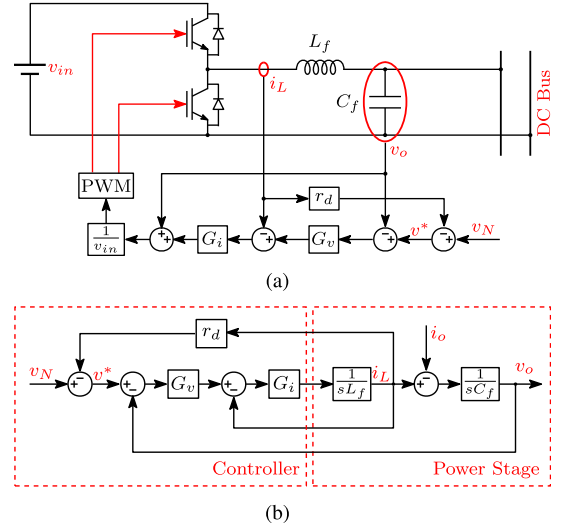 v_in
L_f
i_L
C_f
v_o
DC Bus
PWM
r_d
1/v_in
+ +
G_i
− +
G_v
− +
v*
− +
v_N
(a)
r_d
i_o
v_N
+ −
v*
+ −
G_v
+ −
G_i
1/sL_f
i_L
+ −
1/sC_f
v_o
Controller
Power Stage
(b)